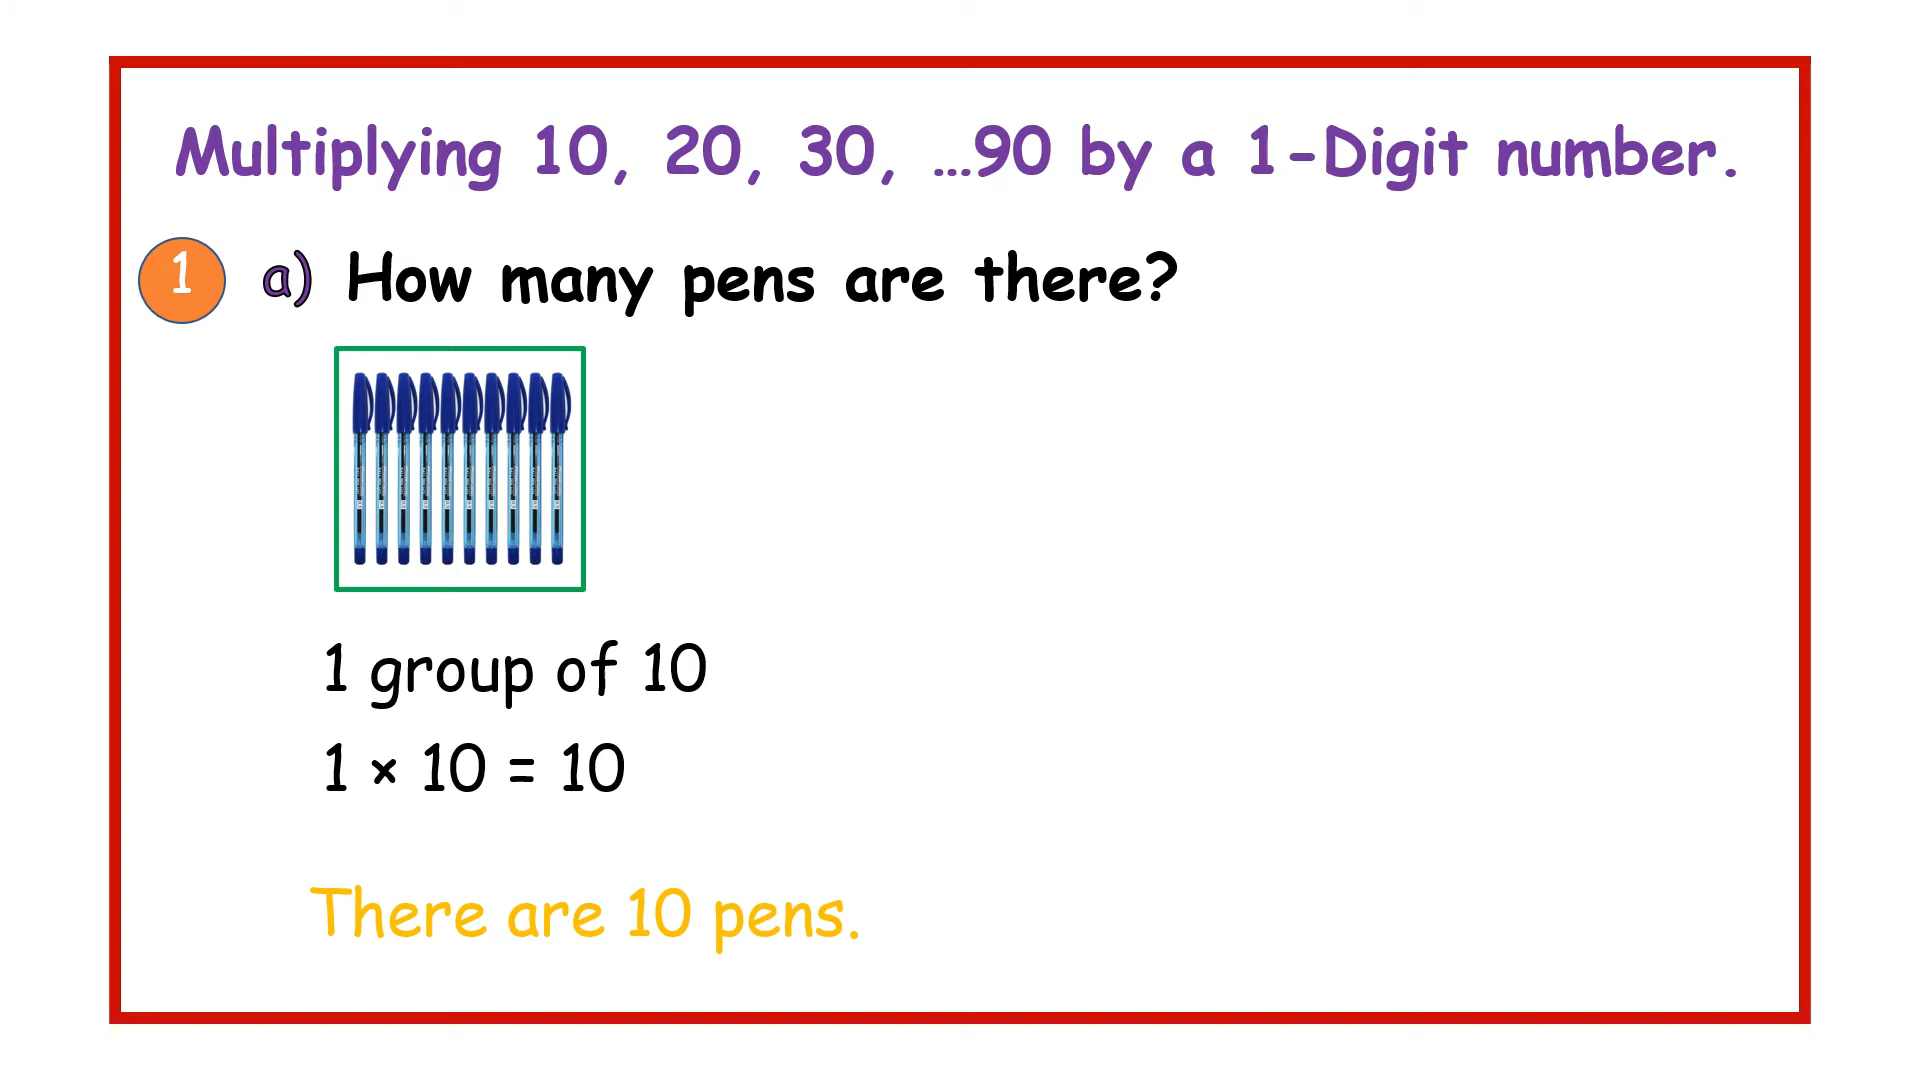 Multiplying 10, 20, 30, …90 by a 1-Digit number.
1 a) How many pens are there?
1 group of 10
1 × 10 = 10
There are 10 pens.